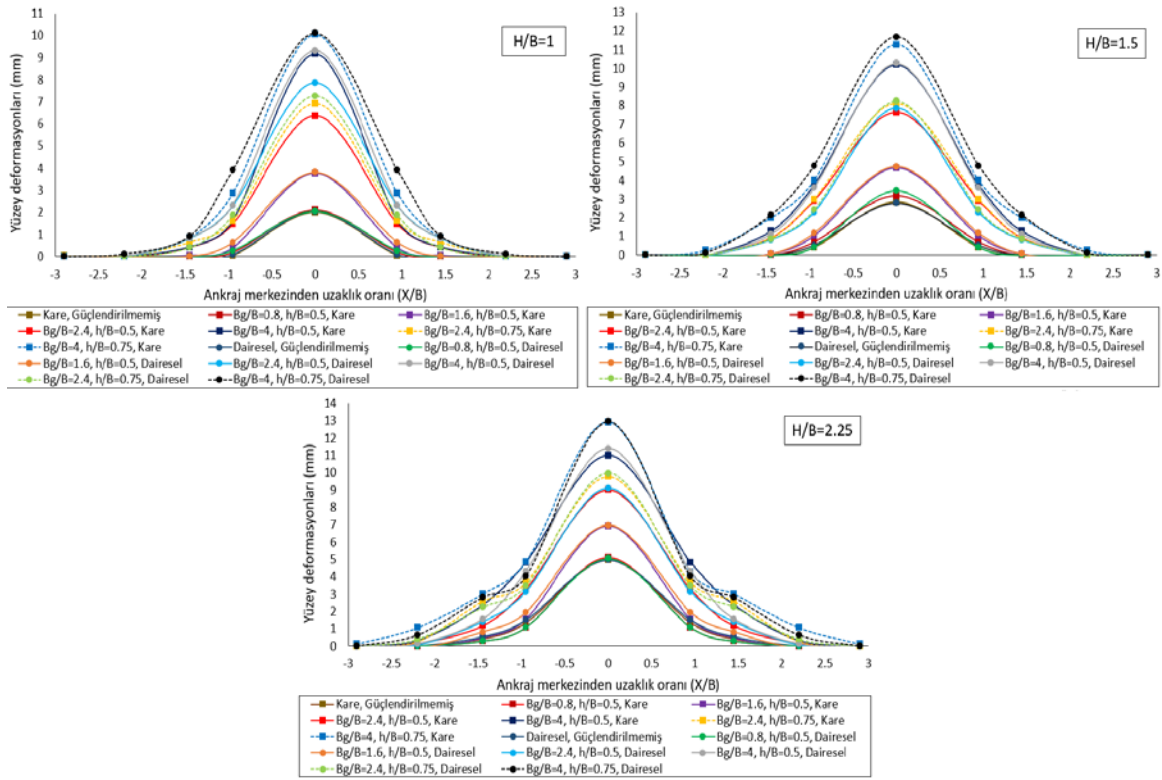 H/B=1
Yüzey deformasyonları (mm)
11
10
9
8
7
6
5
4
3
2
1
0
-3 -2.5 -2 -1.5 -1 -0.5 0 0.5 1 1.5 2 2.5 3
Ankraj merkezinden uzaklık oranı (X/B)
Kare, Güçlendirilmemiş Bg/B=0.8, h/B=0.5, Kare Bg/B=1.6, h/B=0.5, Kare
Bg/B=2.4, h/B=0.5, Kare Bg/B=4, h/B=0.5, Kare Bg/B=2.4, h/B=0.75, Kare
Bg/B=4, h/B=0.75, Kare Dairesel, Güçlendirilmemiş Bg/B=0.8, h/B=0.5, Dairesel
Bg/B=1.6, h/B=0.5, Dairesel Bg/B=2.4, h/B=0.5, Dairesel Bg/B=4, h/B=0.5, Dairesel
Bg/B=2.4, h/B=0.75, Dairesel Bg/B=4, h/B=0.75, Dairesel
H/B=1.5
Yüzey deformasyonları (mm)
13
12
11
10
9
8
7
6
5
4
3
2
1
0
-3 -2.5 -2 -1.5 -1 -0.5 0 0.5 1 1.5 2 2.5 3
Ankraj merkezinden uzaklık oranı (X/B)
Kare, Güçlendirilmemiş Bg/B=0.8, h/B=0.5, Kare Bg/B=1.6, h/B=0.5, Kare
Bg/B=2.4, h/B=0.5, Kare Bg/B=4, h/B=0.5, Kare Bg/B=2.4, h/B=0.75, Kare
Bg/B=4, h/B=0.75, Kare Dairesel, Güçlendirilmemiş Bg/B=0.8, h/B=0.5, Dairesel
Bg/B=1.6, h/B=0.5, Dairesel Bg/B=2.4, h/B=0.5, Dairesel Bg/B=4, h/B=0.5, Dairesel
Bg/B=2.4, h/B=0.75, Dairesel Bg/B=4, h/B=0.75, Dairesel
H/B=2.25
Yüzey deformasyonları (mm)
14
13
12
11
10
9
8
7
6
5
4
3
2
1
0
-3 -2.5 -2 -1.5 -1 -0.5 0 0.5 1 1.5 2 2.5 3
Ankraj merkezinden uzaklık oranı (X/B)
Kare, Güçlendirilmemiş Bg/B=0.8, h/B=0.5, Kare Bg/B=1.6, h/B=0.5, Kare
Bg/B=2.4, h/B=0.5, Kare Bg/B=4, h/B=0.5, Kare Bg/B=2.4, h/B=0.75, Kare
Bg/B=4, h/B=0.75, Kare Dairesel, Güçlendirilmemiş Bg/B=0.8, h/B=0.5, Dairesel
Bg/B=1.6, h/B=0.5, Dairesel Bg/B=2.4, h/B=0.5, Dairesel Bg/B=4, h/B=0.5, Dairesel
Bg/B=2.4, h/B=0.75, Dairesel Bg/B=4, h/B=0.75, Dairesel